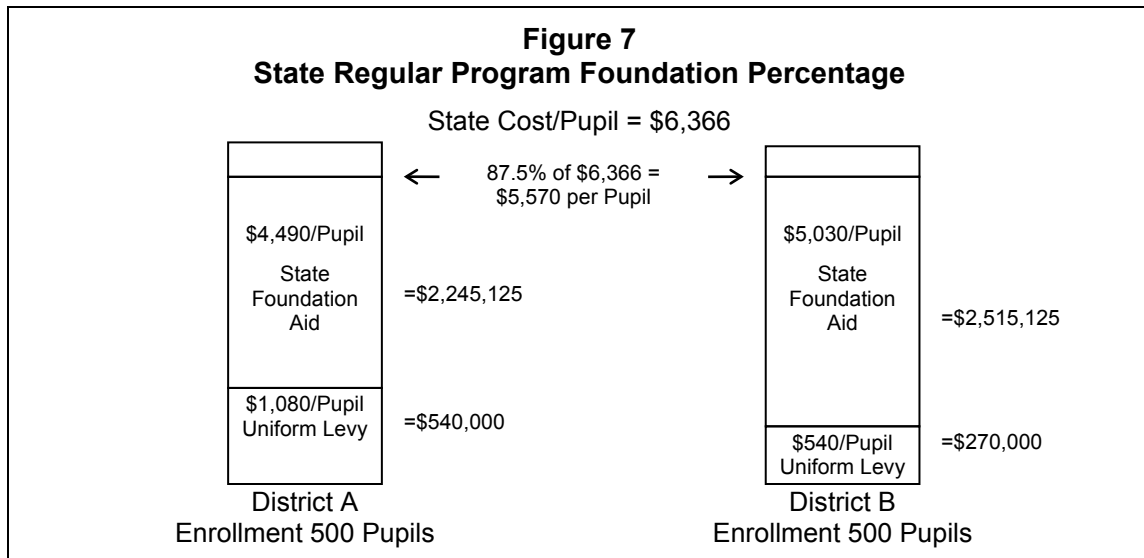 Figure 7
State Regular Program Foundation Percentage
State Cost/Pupil = $6,366
87.5% of $6,366 =
$5,570 per Pupil
$4,490/Pupil
State
Foundation
Aid
=$2,245,125
$1,080/Pupil
Uniform Levy
=$540,000
District A
Enrollment 500 Pupils
$5,030/Pupil
State
Foundation
Aid
=$2,515,125
$540/Pupil
Uniform Levy
=$270,000
District B
Enrollment 500 Pupils